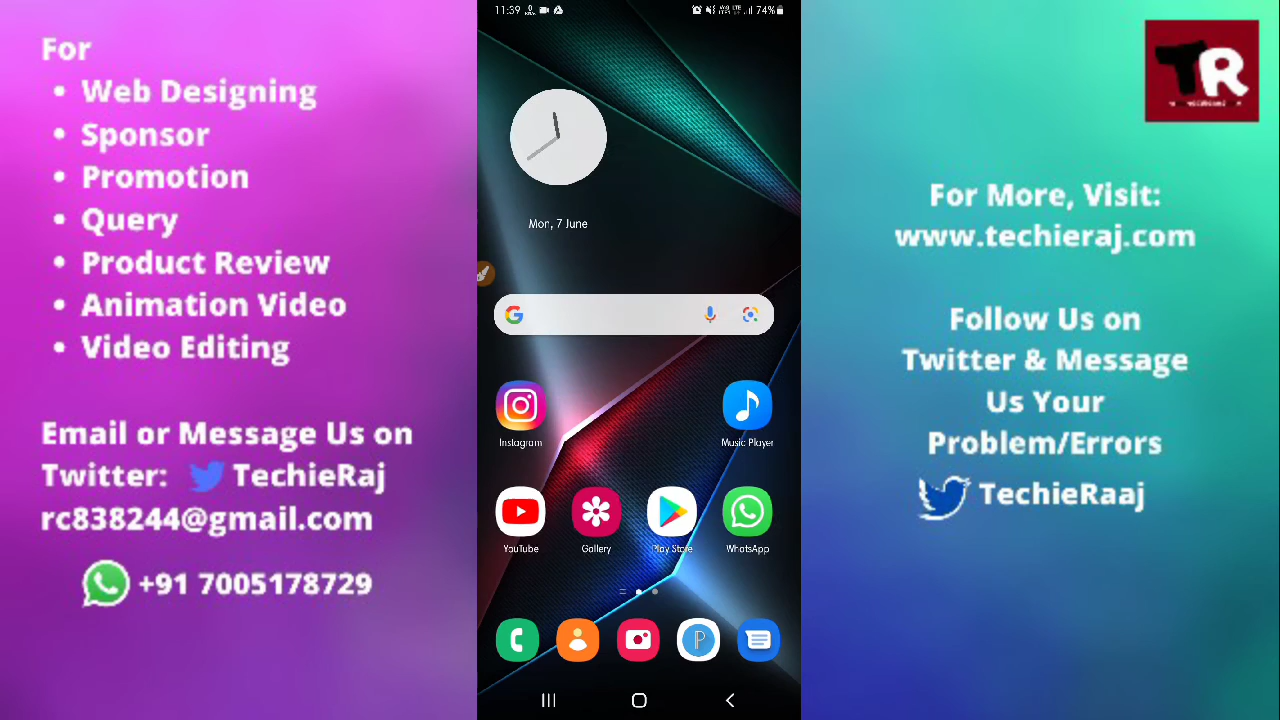 For
• Web Designing
• Sponsor
• Promotion
• Query
• Product Review
• Animation Video
• Video Editing
Email or Message Us on
Twitter: TechieRaj
rc838244@gmail.com
+91 7005178729
11:39
74%
Mon, 7 June
Instagram
Music Player
YouTube
Gallery
Play Store
WhatsApp
TR
For More, Visit:
www.techieraj.com
Follow Us on
Twitter & Message
Us Your
Problem/Errors
TechieRaaj